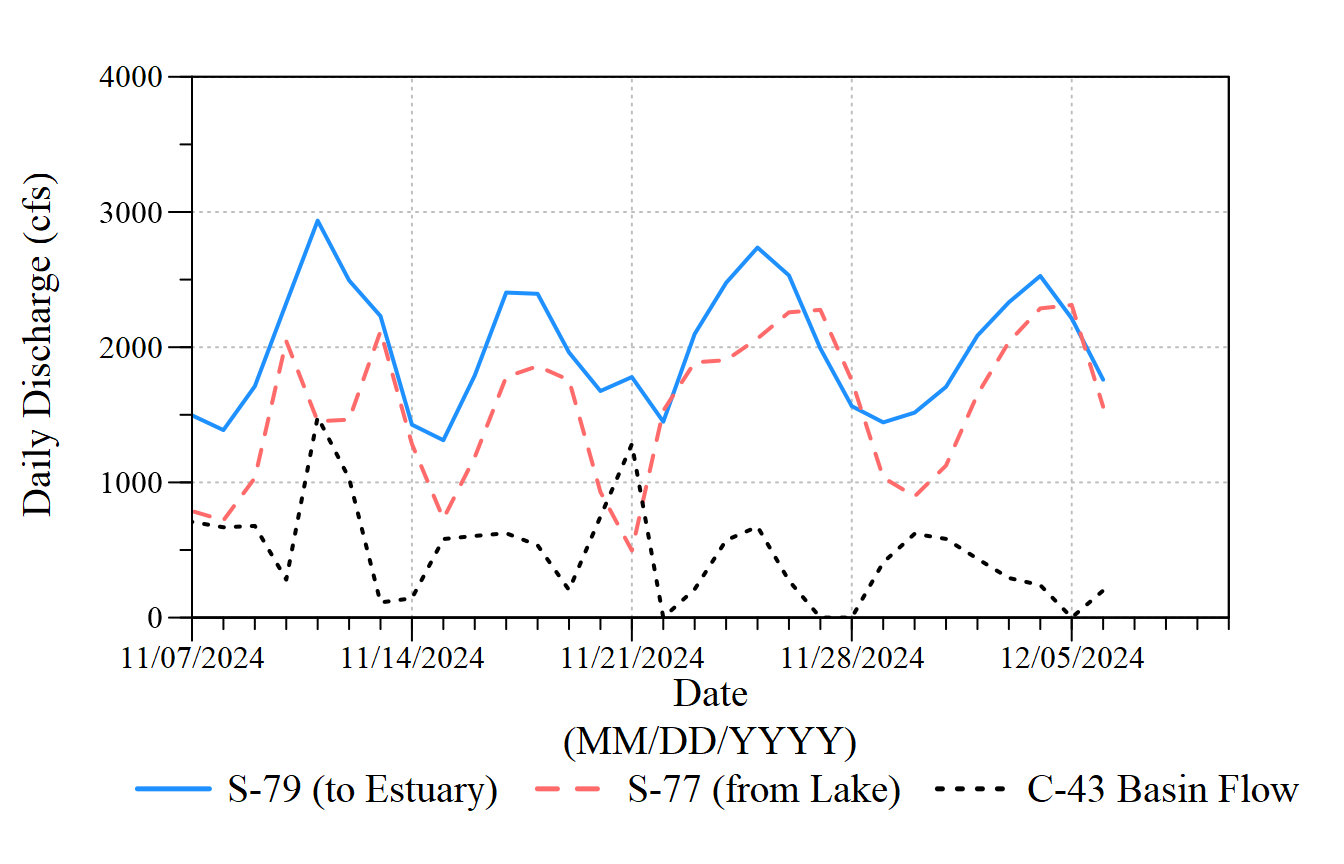 4000
3000
2000
1000
0
Daily Discharge (cfs)
11/07/2024 11/14/2024 11/21/2024 11/28/2024 12/05/2024
Date
(MM/DD/YYYY)
S-79 (to Estuary) S-77 (from Lake) C-43 Basin Flow